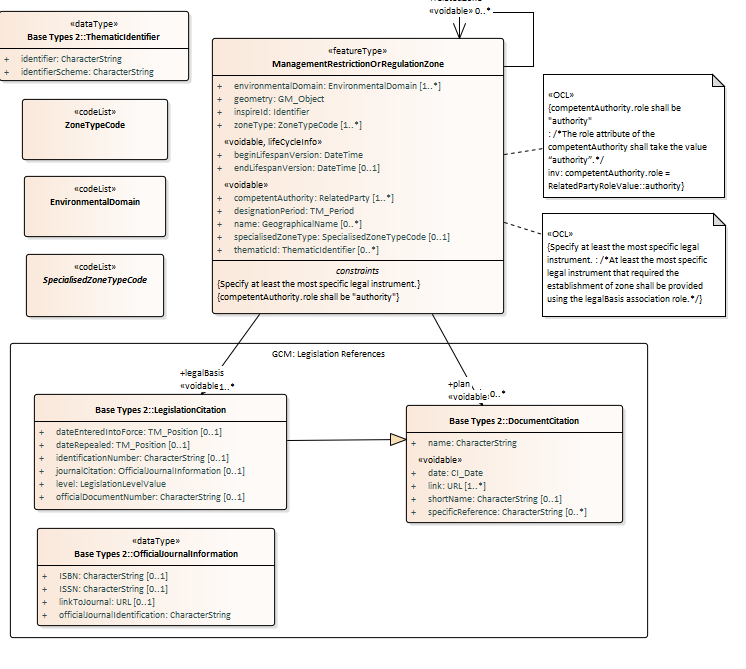 «voidable» 0..*
«dataType»
Base Types 2::ThematicIdentifier
+ identifier: CharacterString
+ identifierScheme: CharacterString
«codeList»
ZoneTypeCode
«codeList»
EnvironmentalDomain
«codeList»
SpecialisedZoneTypeCode
«featureType»
ManagementRestrictionOrRegulationZone
+ environmentalDomain: EnvironmentalDomain [1..*]
+ geometry: GM_Object
+ inspireId: Identifier
+ zoneType: ZoneTypeCode [1..*]
«voidable, lifeCycleInfo»
+ beginLifespanVersion: DateTime
+ endLifespanVersion: DateTime [0..1]
«voidable»
+ competentAuthority: RelatedParty [1..*]
+ designationPeriod: TM_Period
+ name: GeographicalName [0..*]
+ specialisedZoneType: SpecialisedZoneTypeCode [0..1]
+ thematicId: ThematicIdentifier [0..*]
constraints
{Specify at least the most specific legal instrument.}
{competentAuthority.role shall be "authority"}
«OCL»
{competentAuthority.role shall be
"authority"
: /*The role attribute of the
competentAuthority shall take the value
“authority”.*/
inv: competentAuthority.role =
RelatedPartyRoleValue::authority}
«OCL»
{Specify at least the most specific legal
instrument. : /*At least the most specific
legal instrument that required the
establishment of zone shall be provided
using the legalBasis association role.*/}
GCM: Legislation References
+legalBasis
«voidable 1..*
+plan
«voidable» 0..*
Base Types 2::LegislationCitation
+ dateEnteredIntoForce: TM_Position [0..1]
+ dateRepealed: TM_Position [0..1]
+ identificationNumber: CharacterString [0..1]
+ journalCitation: OfficialJournalInformation [0..1]
+ level: LegislationLevelValue
+ officialDocumentNumber: CharacterString [0..1]
Base Types 2::DocumentCitation
+ name: CharacterString
«voidable»
+ date: CI_Date
+ link: URL [1..*]
+ shortName: CharacterString [0..1]
+ specificReference: CharacterString [0..*]
«dataType»
Base Types 2::OfficialJournalInformation
+ ISBN: CharacterString [0..1]
+ ISSN: CharacterString [0..1]
+ linkToJournal: URL [0..1]
+ officialJournalIdentification: CharacterString